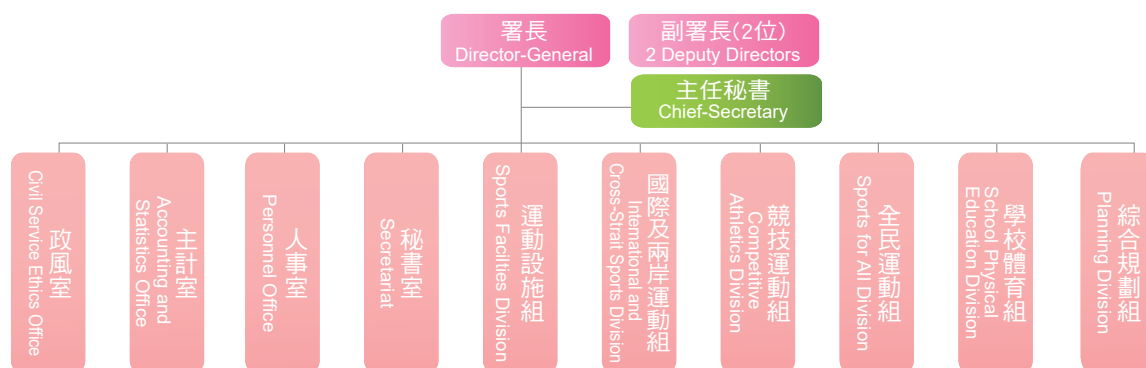 署長
Director-General
副署長(2位)
2 Deputy Directors
主任秘書
Chief-Secretary
政風室
Civil Service Ethics Office
主計室
Accounting and
Statistics Office
人事室
Personnel Office
秘書室
Secretariat
運動設施組
Sports Facilties Division
國際及兩岸運動組
International and
Cross-Strait Sports Division
競技運動組
Competitive
Athletics Division
全民運動組
Sports for All Division
學校體育組
School Physical
Education Division
綜合規劃組
Planning Division